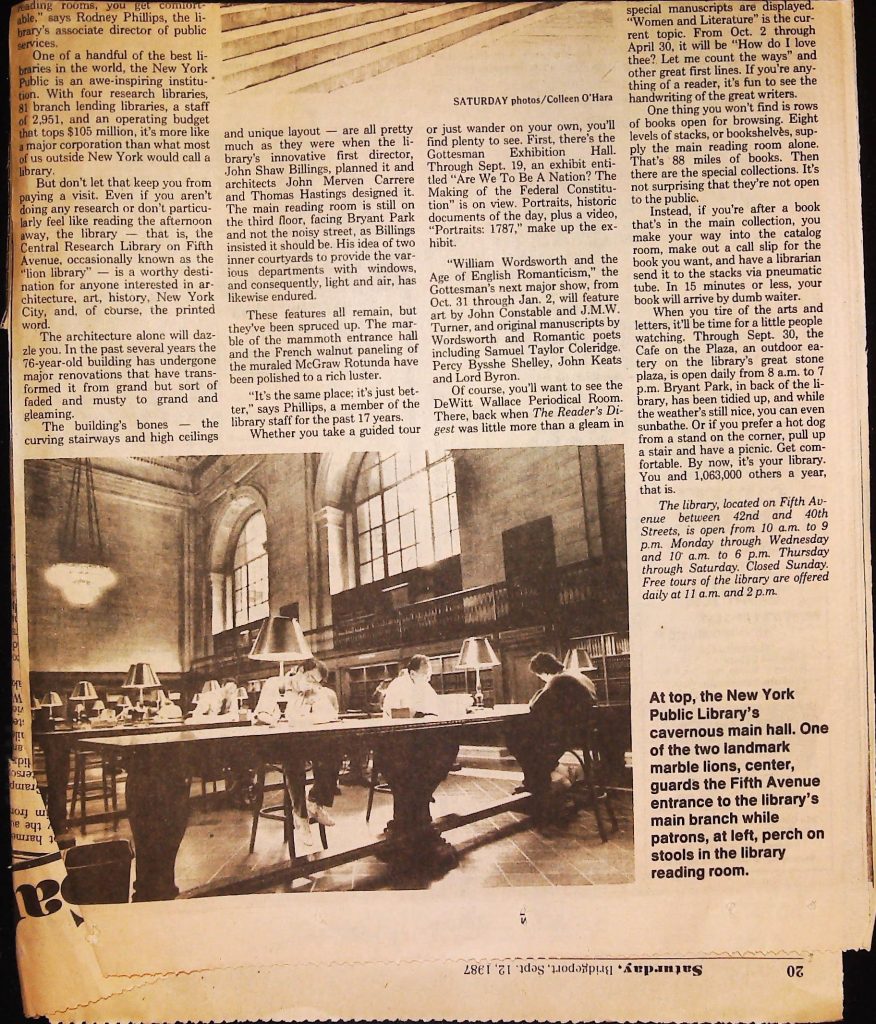 reading rooms, you get comfort-
able," says Rodney Phillips, the li-
brary's associate director of public
services.
One of a handful of the best li-
braries in the world, the New York
Public is an awe-inspiring institu-
tion. With four research libraries,
81 branch lending libraries, a staff
of 2,951, and an operating budget
that tops $105 million, it's more like
a major corporation than what most
of us outside New York would call a
library.
But don't let that keep you from
paying a visit. Even if you aren't
doing any research or don't particu-
larly feel like reading the afternoon
away, the library — that is, the
Central Research Library on Fifth
Avenue, occasionally known as the
"lion library" — is a worthy desti-
nation for anyone interested in ar-
chitecture, art, history, New York
City, and, of course, the printed
word.
The architecture alone will daz-
zle you. In the past several years the
76-year-old building has undergone
major renovations that have trans-
formed it from grand but sort of
faded and musty to grand and
gleaming.
The building's bones — the
curving stairways and high ceilings
SATURDAY photos/Colleen O'Hara
and unique layout — are all pretty
much as they were when the li-
brary's innovative first director,
John Shaw Billings, planned it and
architects John Merven Carrere
and Thomas Hastings designed it.
The main reading room is still on
the third floor, facing Bryant Park
and not the noisy street, as Billings
insisted it should be. His idea of two
inner courtyards to provide the var-
ious departments with windows,
and consequently, light and air, has
likewise endured.
These features all remain, but
they've been spruced up. The mar-
ble of the mammoth entrance hall
and the French walnut paneling of
the muraled McGraw Rotunda have
been polished to a rich luster.
"It's the same place; it's just bet-
ter," says Phillips, a member of the
library staff for the past 17 years.
Whether you take a guided tour
or just wander on your own, you'll
find plenty to see. First, there's the
Gottesman Exhibition Hall.
Through Sept. 19, an exhibit enti-
tled "Are We To Be A Nation? The
Making of the Federal Constitu-
tion" is on view. Portraits, historic
documents of the day, plus a video,
"Portraits: 1787," make up the ex-
hibit.
"William Wordsworth and the
Age of English Romanticism," the
Gottesman's next major show, from
Oct. 31 through Jan. 2, will feature
art by John Constable and J.M.W.
Turner, and original manuscripts by
Wordsworth and Romantic poets
including Samuel Taylor Coleridge.
Percy Bysshe Shelley, John Keats
and Lord Byron.
Of course, you'll want to see the
DeWitt Wallace Periodical Room.
There, back when The Reader's Di-
gest was little more than a gleam in
special manuscripts are displayed.
"Women and Literature" is the cur-
rent topic. From Oct. 2 through
April 30, it will be "How do I love
thee? Let me count the ways" and
other great first lines. If you're any-
thing of a reader, it's fun to see the
handwriting of the great writers.
One thing you won't find is rows
of books open for browsing. Eight
levels of stacks, or bookshelves, sup-
ply the main reading room alone.
That's 88 miles of books. Then
there are the special collections. It's
not surprising that they're not open
to the public.
Instead, if you're after a book
that's in the main collection, you
make your way into the catalog
room, make out a call slip for the
book you want, and have a librarian
send it to the stacks via pneumatic
tube. In 15 minutes or less, your
book will arrive by dumb waiter.
When you tire of the arts and
letters, it'll be time for a little people
watching. Through Sept. 30, the
Cafe on the Plaza, an outdoor ea-
tery on the library's great stone
plaza, is open daily from 8 a.m. to 7
p.m. Bryant Park, in back of the li-
brary, has been tidied up, and while
the weather's still nice, you can even
sunbathe. Or if you prefer a hot dog
from a stand on the corner, pull up
a stair and have a picnic. Get com-
fortable. By now, it's your library.
You and 1,063,000 others a year,
that is.
The library, located on Fifth Av-
enue between 42nd and 40th
Streets, is open from 10 a.m. to 9
p.m. Monday through Wednesday
and 10 a.m. to 6 p.m. Thursday
through Saturday. Closed Sunday.
Free tours of the library are offered
daily at 11 a.m. and 2 p.m.
At top, the New York
Public Library's
cavernous main hall. One
of the two landmark
marble lions, center,
guards the Fifth Avenue
entrance to the library's
main branch while
patrons, at left, perch on
stools in the library
reading room.
20 Saturday, Bridgeport, Sept. 12, 1987